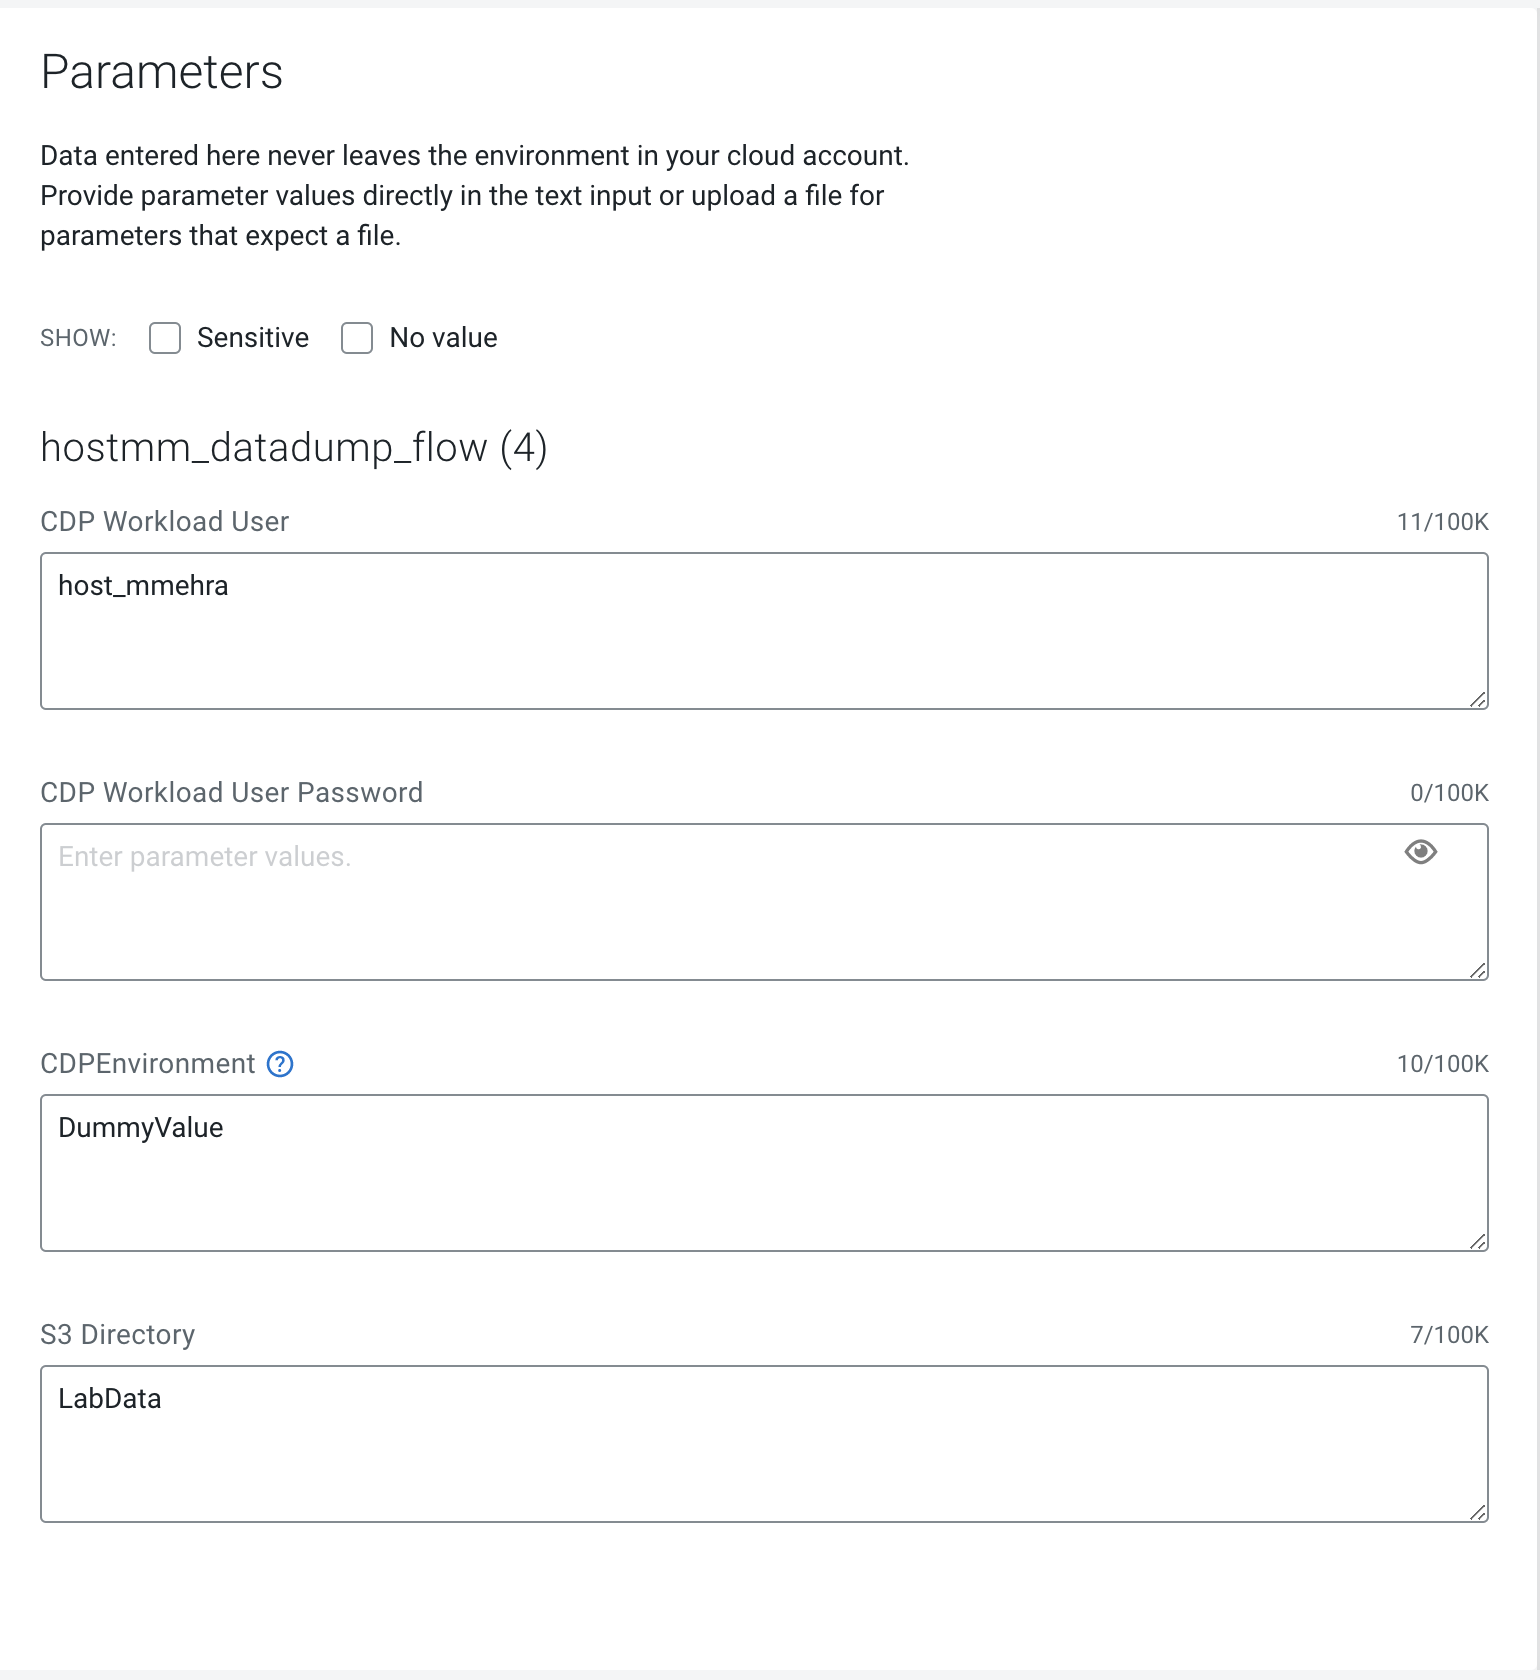 Parameters
Data entered here never leaves the environment in your cloud account.
Provide parameter values directly in the text input or upload a file for
parameters that expect a file.
SHOW: Sensitive No value
hostmm_datadump_flow (4)
CDP Workload User 11/100K
host_mmehra
CDP Workload User Password 0/100K
Enter parameter values.
CDPEnvironment ? 10/100K
DummyValue
S3 Directory 7/100K
LabData